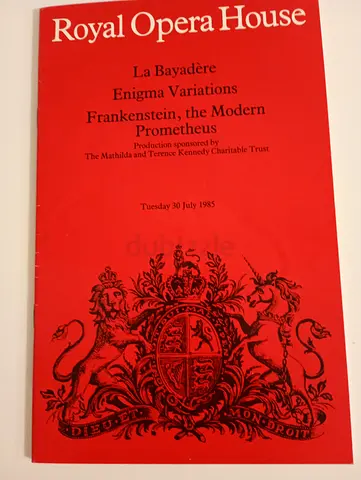 Royal Opera House
La Bayadère
Enigma Variations
Frankenstein, the Modern
Prometheus
Production sponsored by
The Mathilda and Terence Kennedy Charitable Trust
Tuesday 30 July 1985
dubizzle
DIEU ET MON DROIT